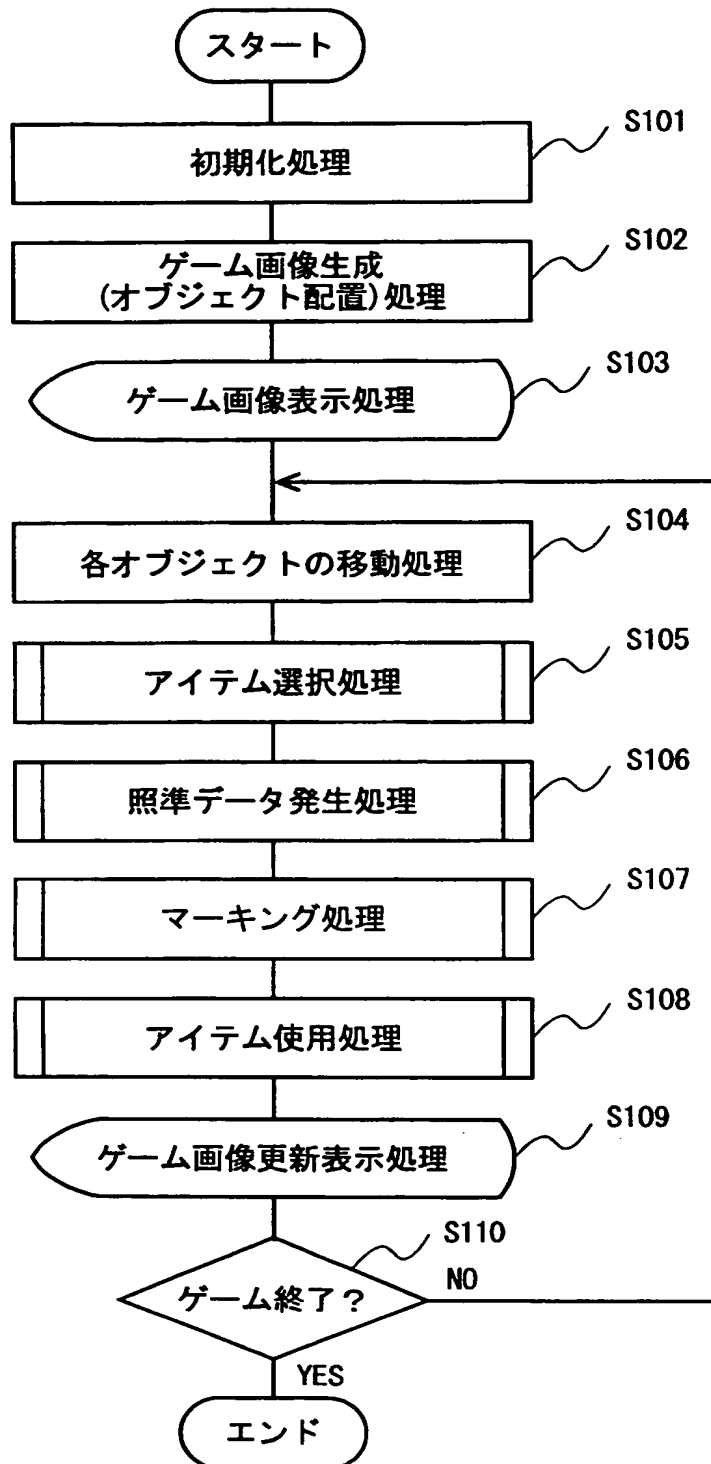 スタート
初期化処理
S101
ゲーム画像生成
(オブジェクト配置)処理
S102
ゲーム画像表示処理
S103
各オブジェクトの移動処理
S104
アイテム選択処理
S105
照準データ発生処理
S106
マーキング処理
S107
アイテム使用処理
S108
ゲーム画像更新表示処理
S109
ゲーム終了？
S110
NO
YES
エンド